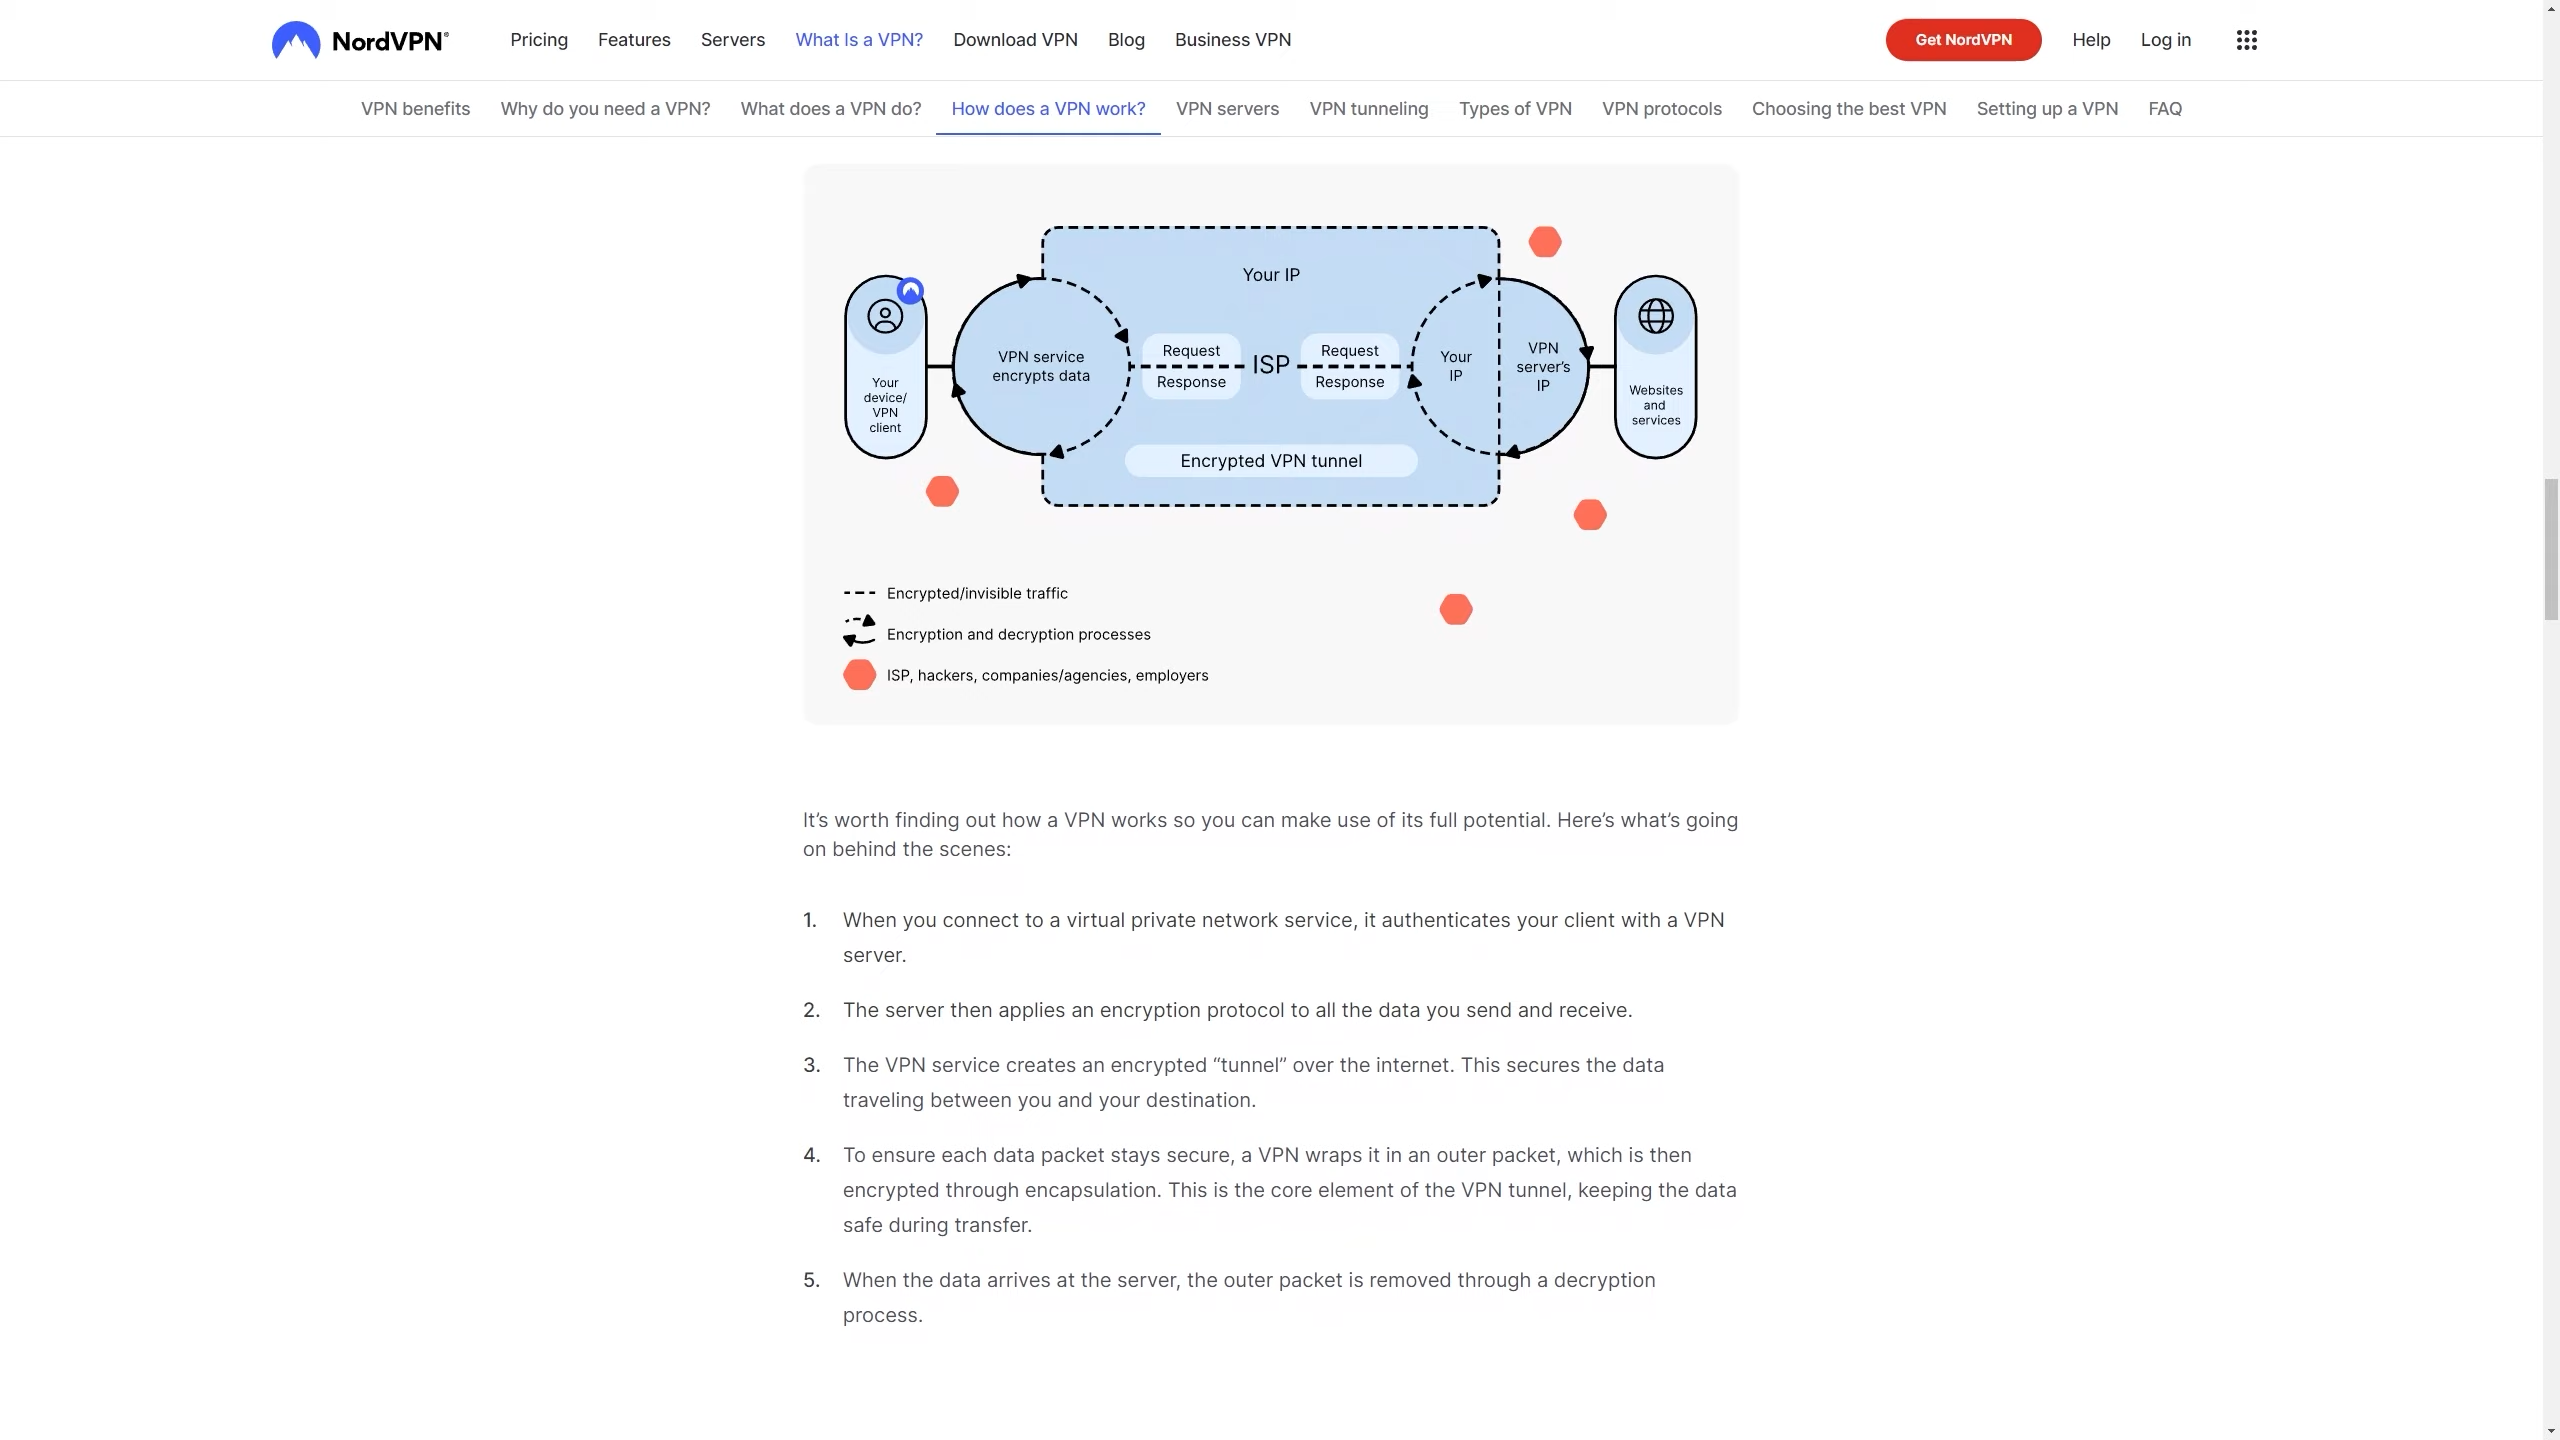 NordVPN®
Pricing
Features
Servers
What Is a VPN?
Download VPN
Blog
Business VPN
Get NordVPN
Help
Log in
VPN benefits
Why do you need a VPN?
What does a VPN do?
How does a VPN work?
VPN servers
VPN tunneling
Types of VPN
VPN protocols
Choosing the best VPN
Setting up a VPN
FAQ
Your IP
Your
device/
VPN
client
VPN service
encrypts data
Request
Response
ISP
Request
Response
Your
IP
VPN
server’s
IP
Websites
and
services
Encrypted VPN tunnel
Encrypted/invisible traffic
Encryption and decryption processes
ISP, hackers, companies/agencies, employers
It’s worth finding out how a VPN works so you can make use of its full potential. Here’s what’s going
on behind the scenes:
1. When you connect to a virtual private network service, it authenticates your client with a VPN
server.
2. The server then applies an encryption protocol to all the data you send and receive.
3. The VPN service creates an encrypted “tunnel” over the internet. This secures the data
traveling between you and your destination.
4. To ensure each data packet stays secure, a VPN wraps it in an outer packet, which is then
encrypted through encapsulation. This is the core element of the VPN tunnel, keeping the data
safe during transfer.
5. When the data arrives at the server, the outer packet is removed through a decryption
process.